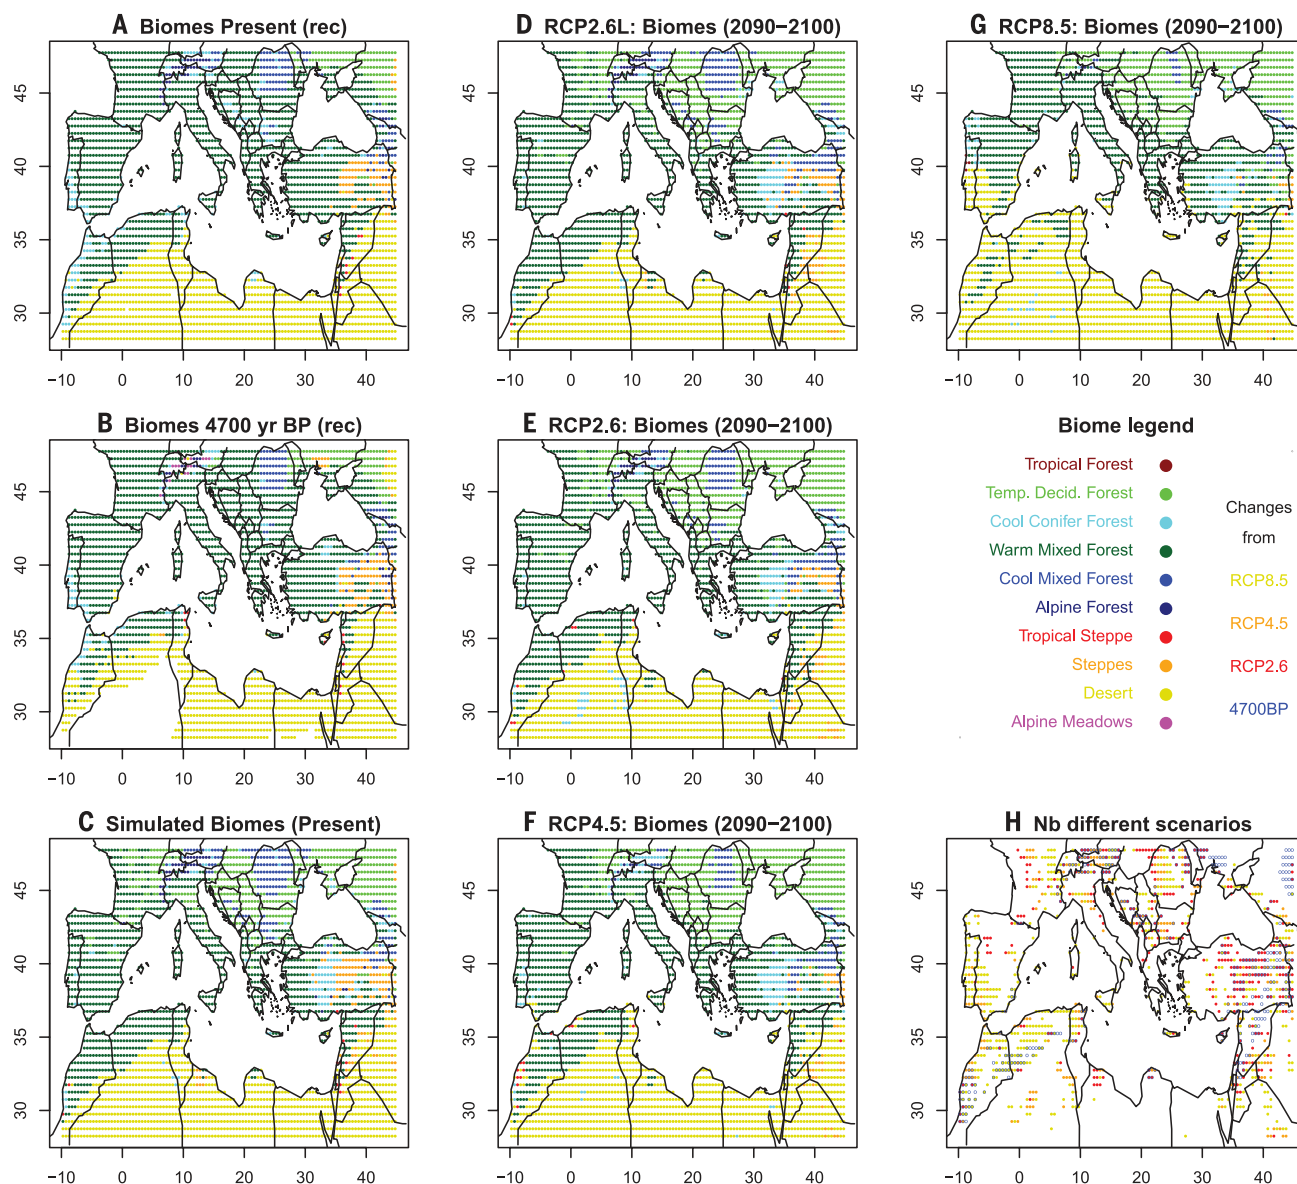 A Biomes Present (rec)
45
40
35
30
−10 0 10 20 30 40
D RCP2.6L: Biomes (2090−2100)
45
40
35
30
−10 0 10 20 30 40
G RCP8.5: Biomes (2090−2100)
45
40
35
30
−10 0 10 20 30 40
B Biomes 4700 yr BP (rec)
45
40
35
30
−10 0 10 20 30 40
E RCP2.6: Biomes (2090−2100)
45
40
35
30
−10 0 10 20 30 40
Biome legend
Tropical Forest
Temp. Decid. Forest
Cool Conifer Forest
Warm Mixed Forest
Cool Mixed Forest
Alpine Forest
Tropical Steppe
Steppes
Desert
Alpine Meadows
Changes
from
RCP8.5
RCP4.5
RCP2.6
4700BP
C Simulated Biomes (Present)
45
40
35
30
−10 0 10 20 30 40
F RCP4.5: Biomes (2090−2100)
45
40
35
30
−10 0 10 20 30 40
H Nb different scenarios
45
40
35
30
−10 0 10 20 30 40